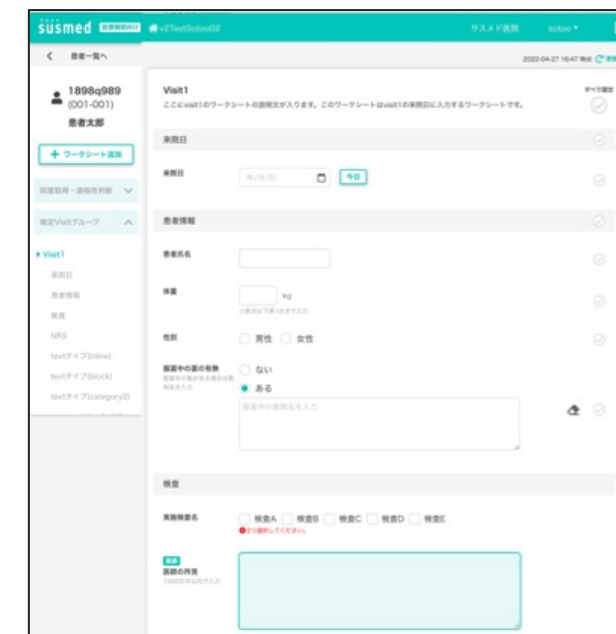 susmed 医療機関向け v2TestSotoo02 サスメド医院 sotoo
患者一覧へ
2022-04-27 16:47 時点
1898q989
(001-001)
患者太郎
+ ワークシート追加
同意取得・適格性判断
規定Visitグループ
Visit1
来院日
患者情報
検査
NRS
textタイプ(inline)
textタイプ(block)
textタイプ(category2)
Visit1
すべて確定
ここにvisit1のワークシートの説明文が入ります。このワークシートはvisit1の来院日に入力するワークシートです。
来院日
来院日 年/月/日 今日
患者情報
患者氏名
体重 kg
小数点以下第1位まで入力
性別 男性 女性
服薬中の薬の有無 ない
服薬中の薬がある場合は薬剤名を入力
ある
服薬中の薬剤名を入力
検査
実施検査名 検査A 検査B 検査C 検査D 検査E
医師
医師の所見
1000文字以内で入力